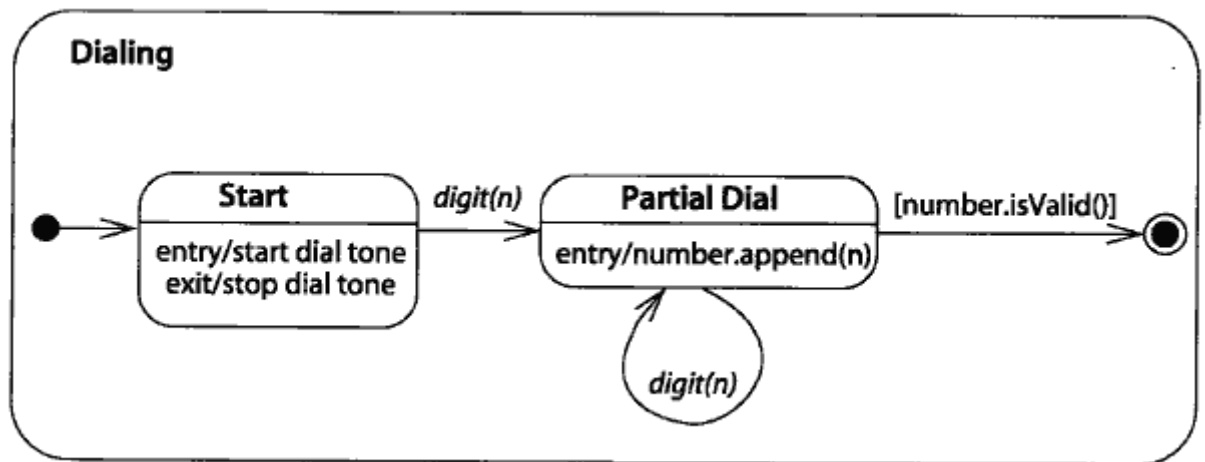 Dialing
Start
entry/start dial tone
exit/stop dial tone
digit(n)
Partial Dial
entry/number.append(n)
digit(n)
[number.isValid()]